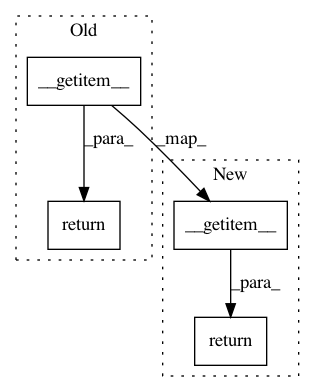 Old
__getitem__
_para_
_map_
New
return
__getitem__
_para_
return